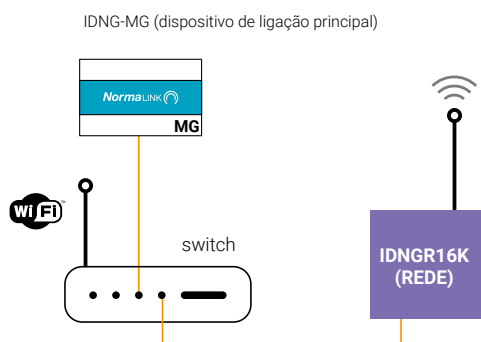 IDNG-MG (dispositivo de ligação principal)
NormaLINK
MG
WiFi
switch
IDNGR16K
(REDE)